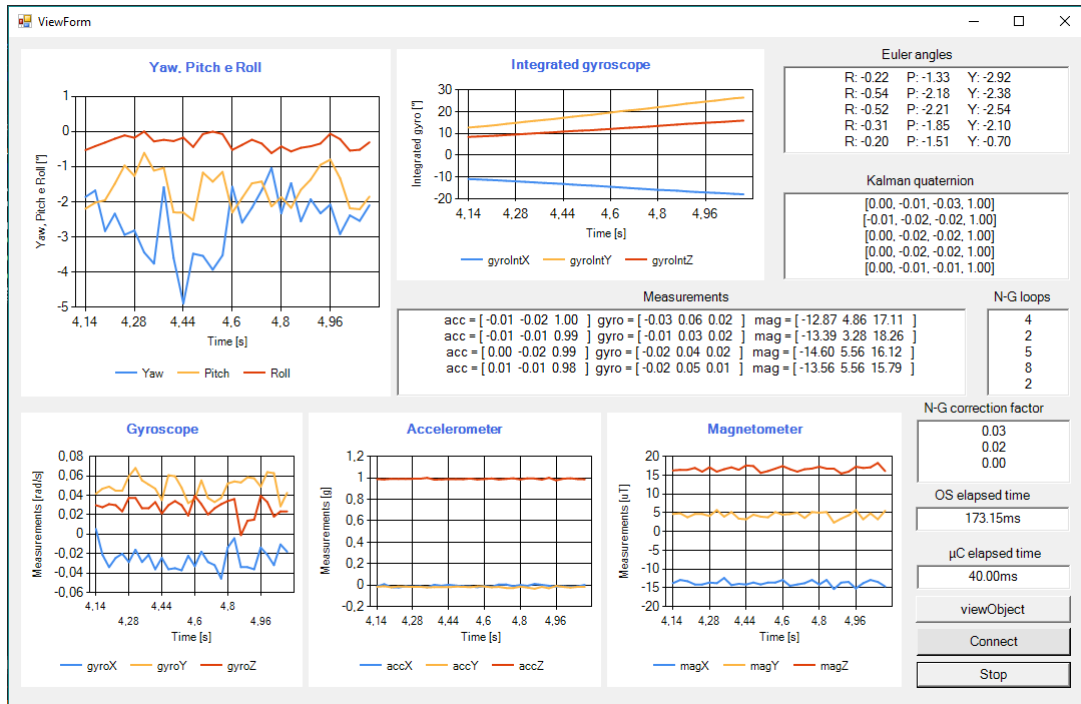 ViewForm
Yaw, Pitch e Roll
Yaw, Pitch e Roll [°]
1
0
-1
-2
-3
-4
-5
4,14 4,28 4,44 4,6 4,8 4,96
Time [s]
Yaw Pitch Roll
Integrated gyroscope
Integrated gyro [°]
30
20
10
0
-10
-20
4,14 4,28 4,44 4,6 4,8 4,96
Time [s]
gyroIntX gyroIntY gyroIntZ
Euler angles
R: -0.22 P: -1.33 Y: -2.92
R: -0.54 P: -2.18 Y: -2.38
R: -0.52 P: -2.21 Y: -2.54
R: -0.31 P: -1.85 Y: -2.10
R: -0.20 P: -1.51 Y: -0.70
Kalman quaternion
[0.00, -0.01, -0.03, 1.00]
[-0.01, -0.02, -0.02, 1.00]
[0.00, -0.02, -0.02, 1.00]
[0.00, -0.02, -0.02, 1.00]
[0.00, -0.01, -0.01, 1.00]
Measurements
acc = [ -0.01 -0.02 1.00 ] gyro = [ -0.03 0.06 0.02 ] mag = [ -12.87 4.86 17.11 ]
acc = [ -0.01 -0.01 0.99 ] gyro = [ -0.01 0.03 0.02 ] mag = [ -13.39 3.28 18.26 ]
acc = [ 0.00 -0.02 0.99 ] gyro = [ -0.02 0.04 0.02 ] mag = [ -14.60 5.56 16.12 ]
acc = [ 0.01 -0.01 0.98 ] gyro = [ -0.02 0.05 0.01 ] mag = [ -13.56 5.56 15.79 ]
N-G loops
4
2
5
8
2
Gyroscope
Measurements [rad/s]
0,08
0,06
0,04
0,02
0
-0,02
-0,04
-0,06
4,14 4,44 4,8
4,28 4,6 4,96
Time [s]
gyroX gyroY gyroZ
Accelerometer
Measurements [g]
1,2
1
0,8
0,6
0,4
0,2
0
-0,2
4,14 4,28 4,44 4,6 4,8 4,96
Time [s]
accX accY accZ
Magnetometer
Measurements [uT]
20
15
10
5
0
-5
-10
-15
-20
4,14 4,28 4,44 4,6 4,8 4,96
Time [s]
magX magY magZ
N-G correction factor
0.03
0.02
0.00
OS elapsed time
173.15ms
µC elapsed time
40.00ms
viewObject
Connect
Stop